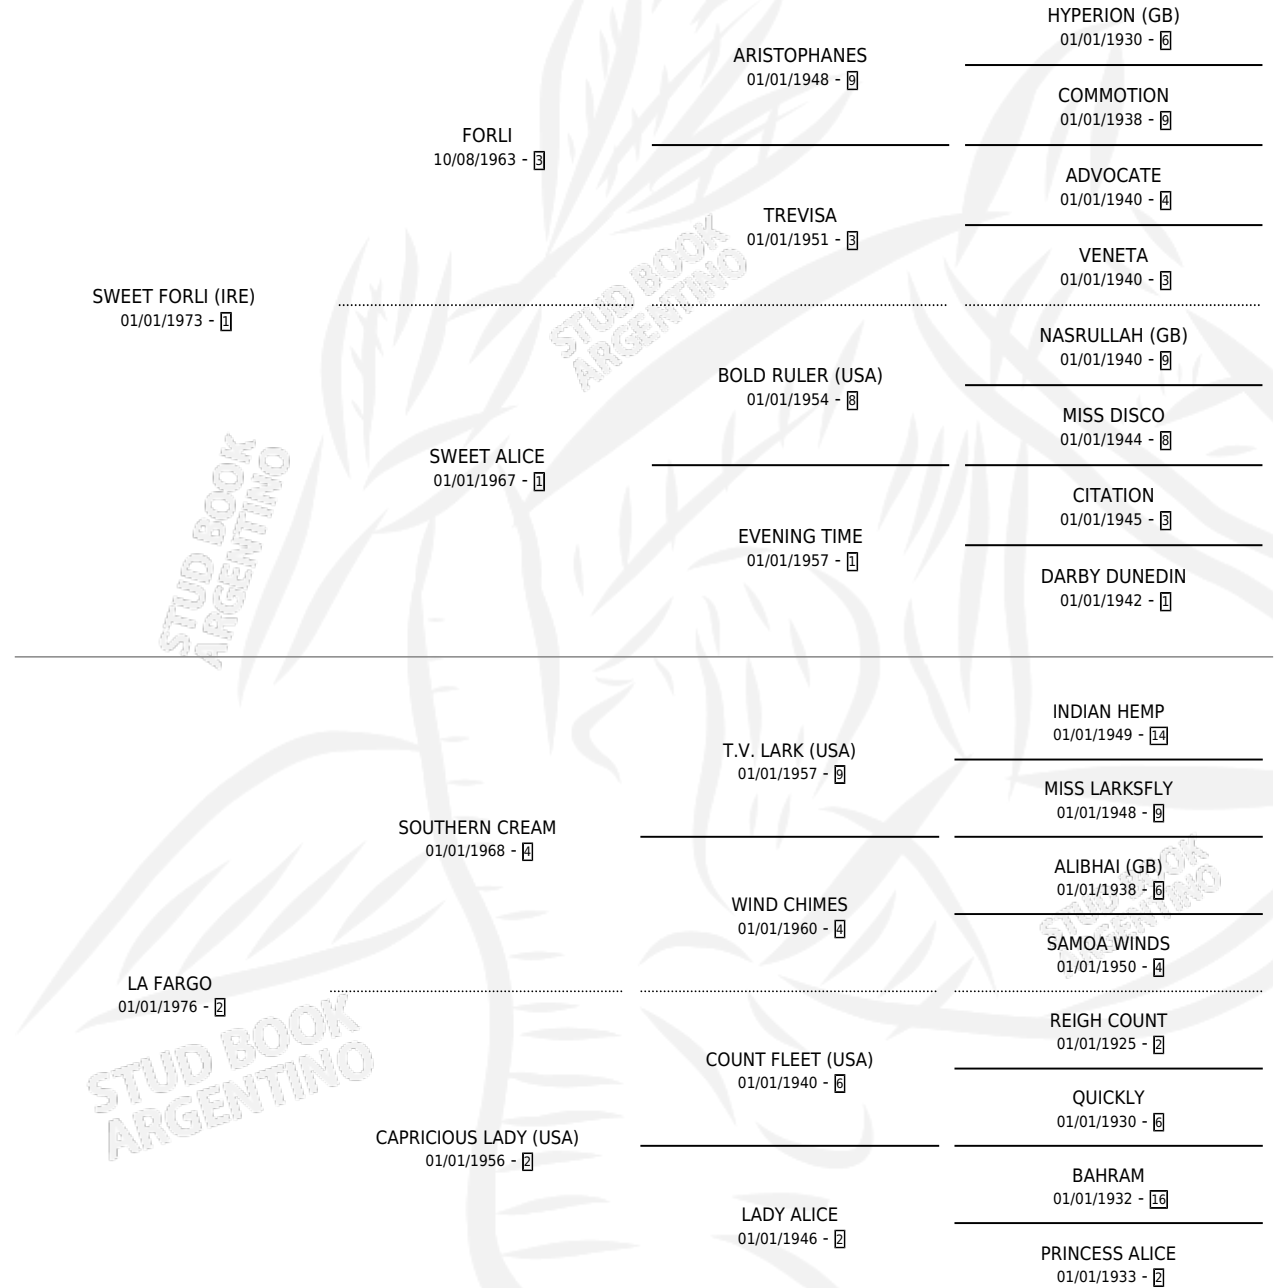 HYPERION (GB)
01/01/1930 - 6
ARISTOPHANES
01/01/1948 - 9
COMMOTION
01/01/1938 - 9
FORLI
10/08/1963 - 3
ADVOCATE
01/01/1940 - 4
TREVISA
01/01/1951 - 3
VENETA
01/01/1940 - 3
SWEET FORLI (IRE)
01/01/1973 - 1
NASRULLAH (GB)
01/01/1940 - 9
BOLD RULER (USA)
01/01/1954 - 8
MISS DISCO
01/01/1944 - 8
SWEET ALICE
01/01/1967 - 1
CITATION
01/01/1945 - 3
EVENING TIME
01/01/1957 - 1
DARBY DUNEDIN
01/01/1942 - 1
STUD BOOK
ARGENTINO
STUD BOOK
ARGENTINO
INDIAN HEMP
01/01/1949 - 14
T.V. LARK (USA)
01/01/1957 - 9
MISS LARKSFLY
01/01/1948 - 9
SOUTHERN CREAM
01/01/1968 - 4
ALIBHAI (GB)
01/01/1938 - 6
WIND CHIMES
01/01/1960 - 4
SAMOA WINDS
01/01/1950 - 4
LA FARGO
01/01/1976 - 2
REIGH COUNT
01/01/1925 - 2
COUNT FLEET (USA)
01/01/1940 - 6
QUICKLY
01/01/1930 - 6
CAPRICIOUS LADY (USA)
01/01/1956 - 2
BAHRAM
01/01/1932 - 16
LADY ALICE
01/01/1946 - 2
PRINCESS ALICE
01/01/1933 - 2
STUD BOOK
ARGENTINO
STUD BOOK
ARGENTINO